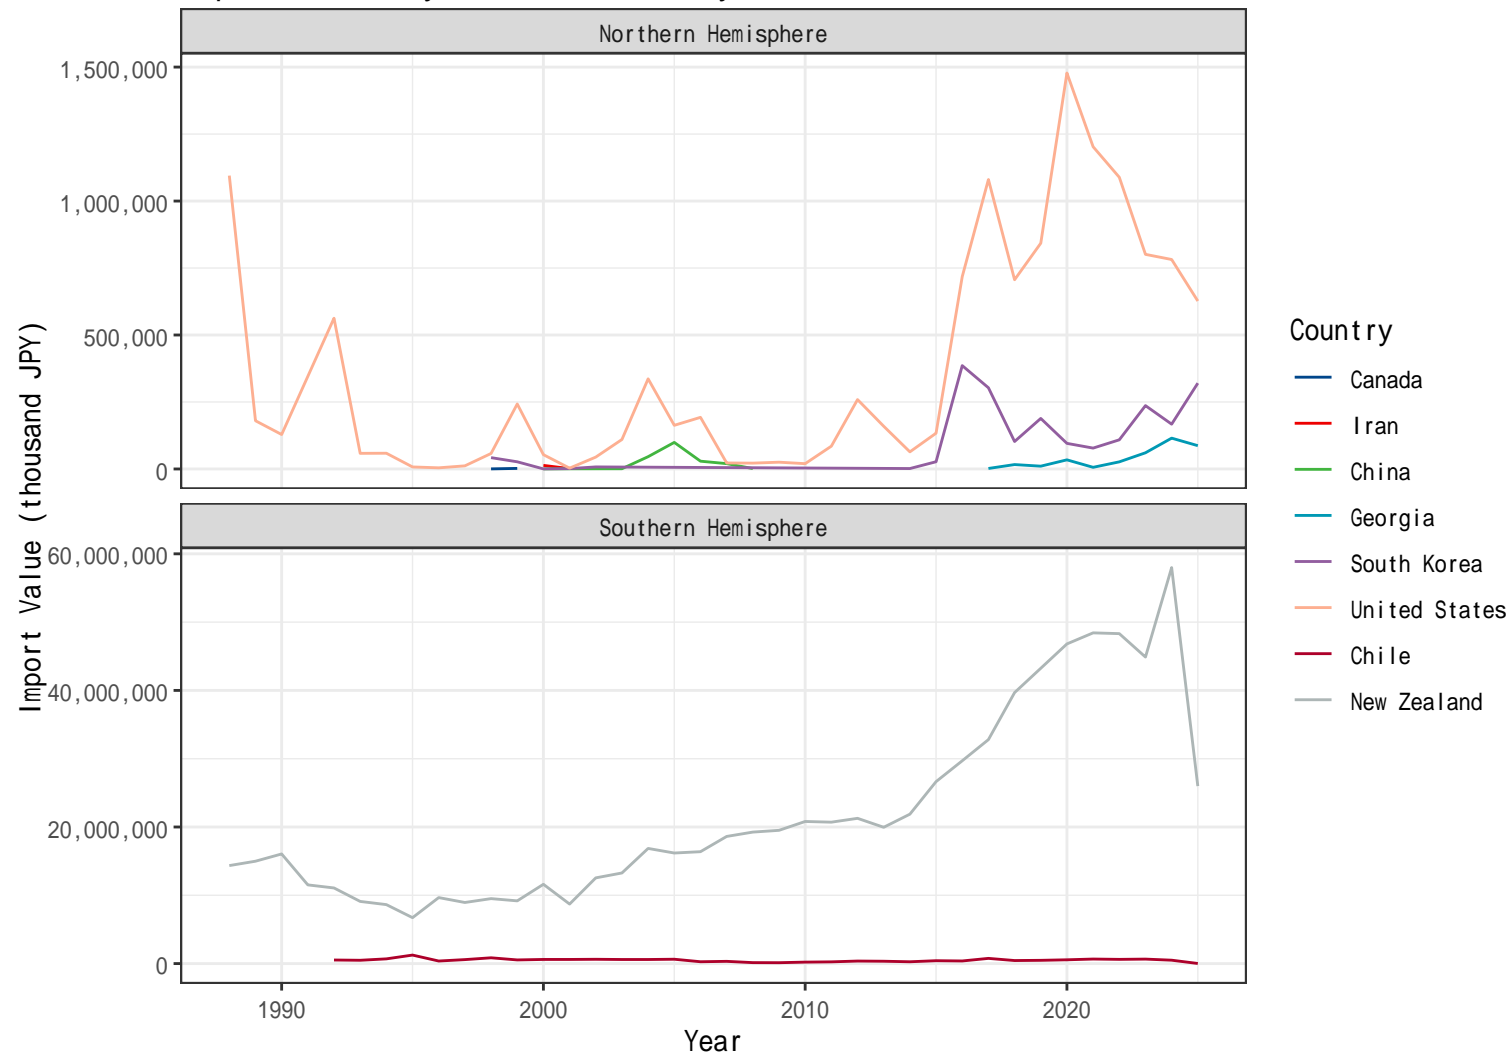 Northern Hemisphere
1,500,000
1,000,000
500,000
0
Southern Hemisphere
60,000,000
40,000,000
20,000,000
0
1990
2000
2010
2020
Year
Import Value (thousand JPY)
Country
Canada
Iran
China
Georgia
South Korea
United States
Chile
New Zealand